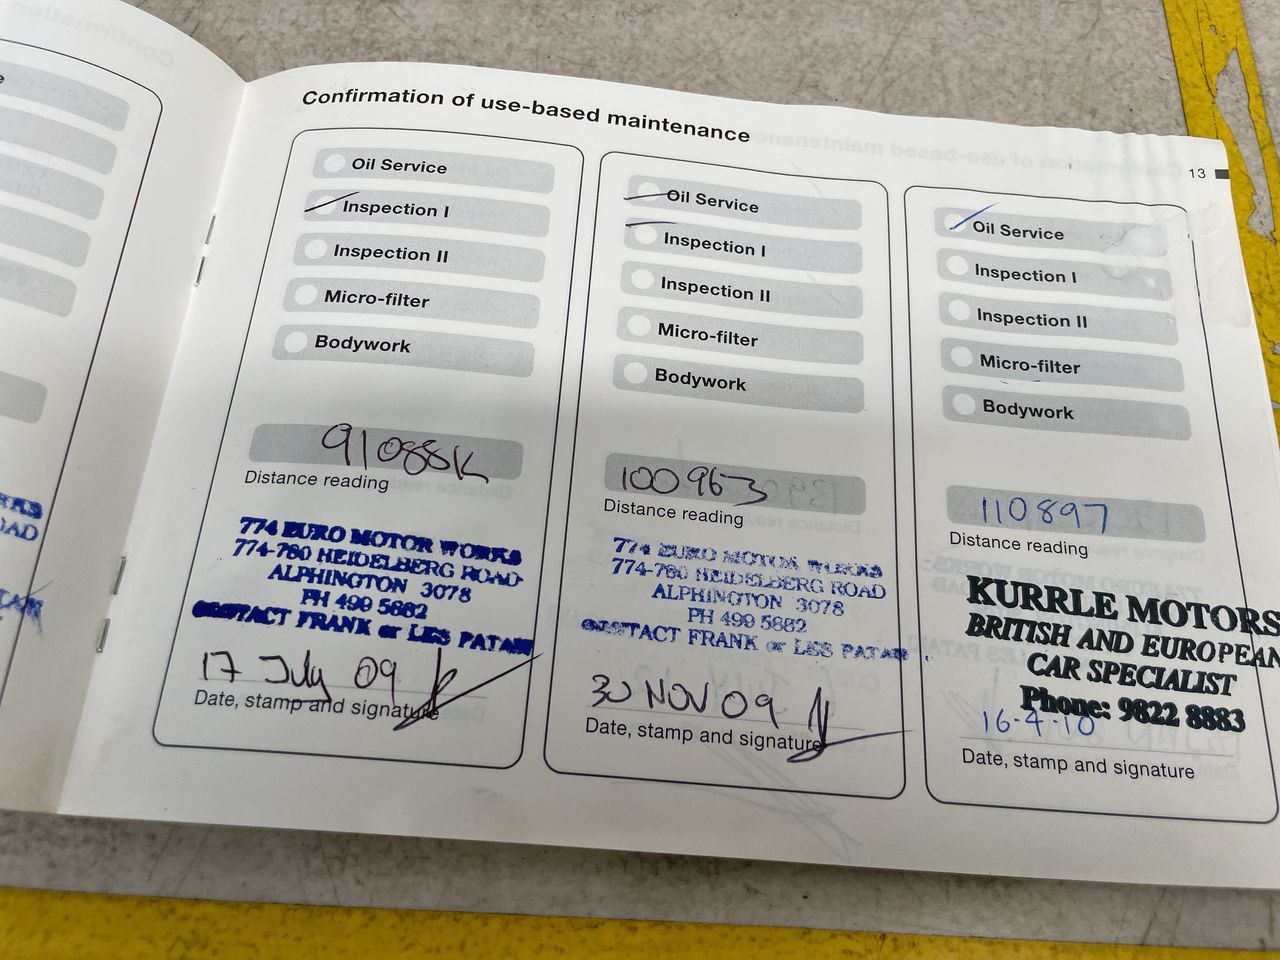 Confirmation of use-based maintenance
13
Oil Service
Inspection I
Inspection II
Micro-filter
Bodywork
91088K
Distance reading
774 EURO MOTOR WORKS
774-780 HEIDELBERG ROAD
ALPHINGTON 3078
PH 499 5882
CONTACT FRANK or LES PATAN
17 July 09
Date, stamp and signature
Oil Service
Inspection I
Inspection II
Micro-filter
Bodywork
100963
Distance reading
774 EURO MOTOR WORKS
774-780 HEIDELBERG ROAD
ALPHINGTON 3078
PH 499 5882
CONTACT FRANK or LES PATAN
30 NOV 09
Date, stamp and signature
Oil Service
Inspection I
Inspection II
Micro-filter
Bodywork
110897
Distance reading
KURRLE MOTORS
BRITISH AND EUROPEAN
CAR SPECIALIST
Phone: 9822 8883
16-4-10
Date, stamp and signature